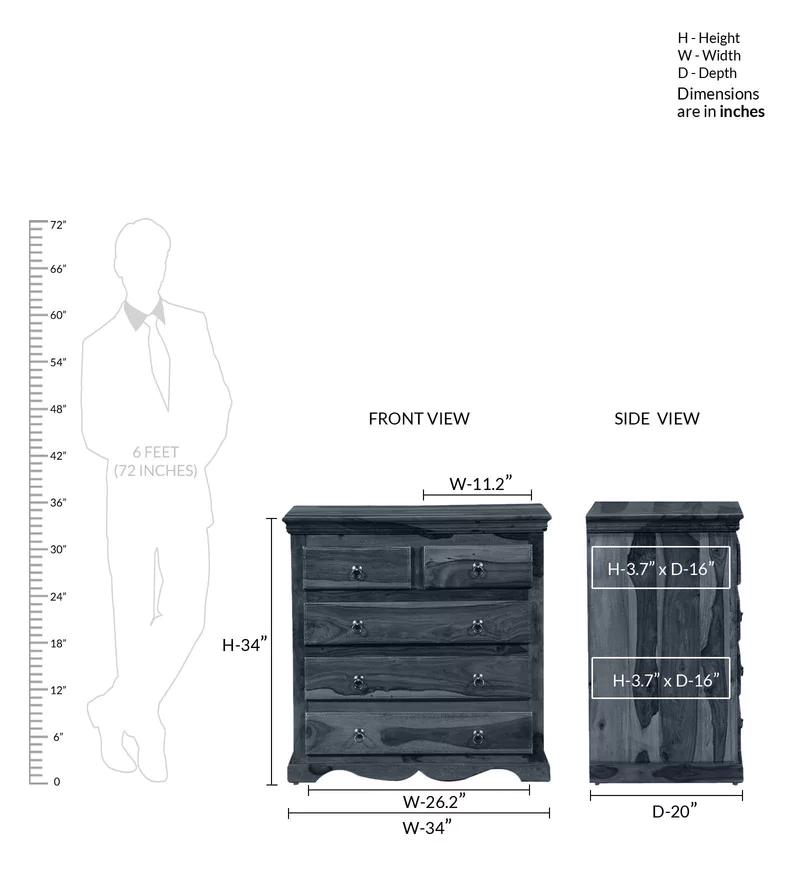 H - Height
W - Width
D - Depth
Dimensions
are in inches
72”
66”
60”
54”
48”
42”
36”
30”
24”
18”
12”
6”
0
6 FEET
(72 INCHES)
FRONT VIEW
SIDE VIEW
W-11.2”
H-34”
H-3.7” x D-16”
H-3.7” x D-16”
W-26.2”
W-34”
D-20”